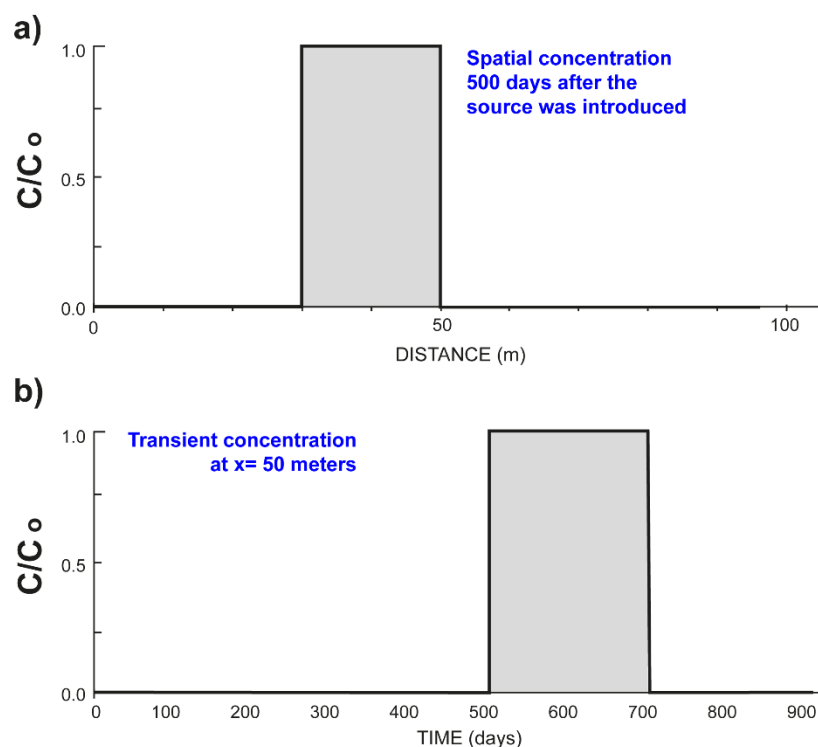 a)
Spatial concentration
500 days after the
source was introduced
C/Co
1.0
0.5
0.0
0 50 100
DISTANCE (m)
b)
Transient concentration
at x= 50 meters
C/Co
1.0
0.5
0.0
0 100 200 300 400 500 600 700 800 900
TIME (days)